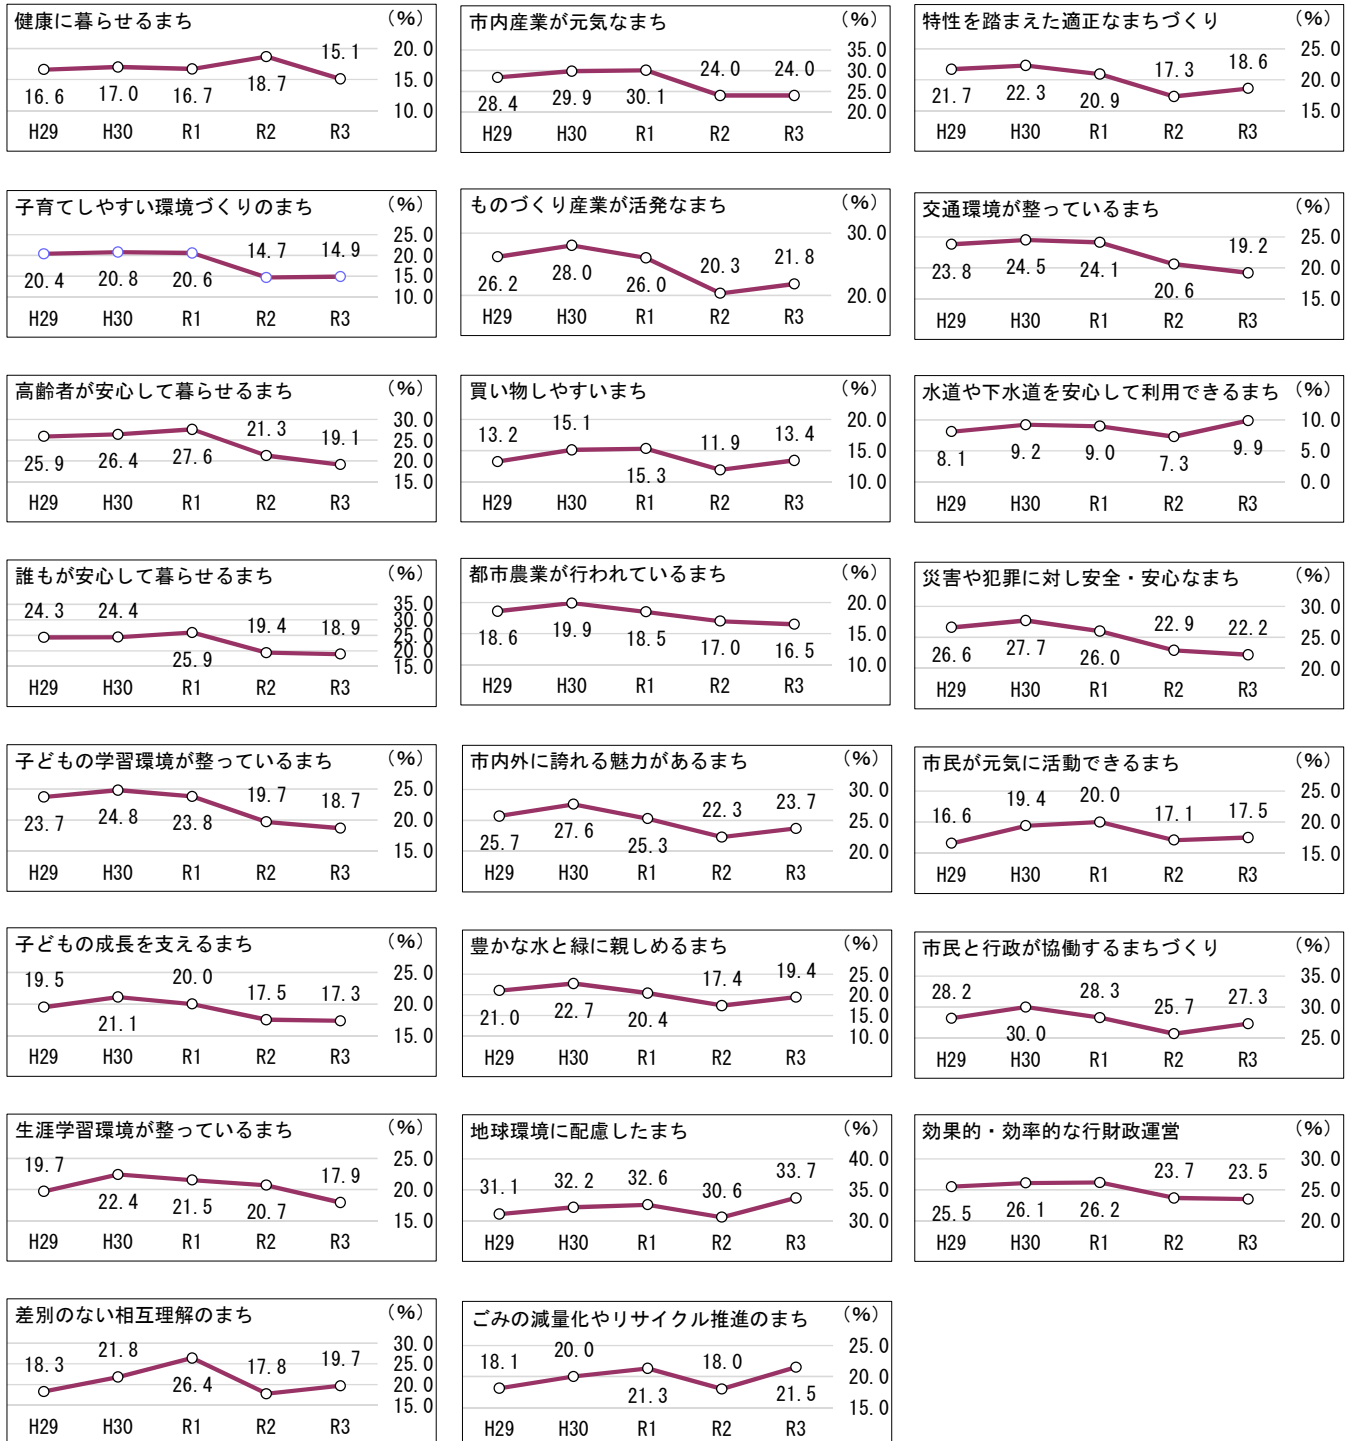 健康に暮らせるまち (%)
20.0
15.0
10.0
16.6 17.0 16.7 18.7 15.1
H29 H30 R1 R2 R3
子育てしやすい環境づくりのまち (%)
25.0
20.0
15.0
10.0
20.4 20.8 20.6 14.7 14.9
H29 H30 R1 R2 R3
高齢者が安心して暮らせるまち (%)
30.0
25.0
20.0
15.0
25.9 26.4 27.6 21.3 19.1
H29 H30 R1 R2 R3
誰もが安心して暮らせるまち (%)
35.0
30.0
25.0
20.0
15.0
24.3 24.4 25.9 19.4 18.9
H29 H30 R1 R2 R3
子どもの学習環境が整っているまち (%)
25.0
20.0
15.0
23.7 24.8 23.8 19.7 18.7
H29 H30 R1 R2 R3
子どもの成長を支えるまち (%)
25.0
20.0
15.0
19.5 21.1 20.0 17.5 17.3
H29 H30 R1 R2 R3
生涯学習環境が整っているまち (%)
25.0
20.0
15.0
19.7 22.4 21.5 20.7 17.9
H29 H30 R1 R2 R3
差別のない相互理解のまち (%)
30.0
25.0
20.0
15.0
18.3 21.8 26.4 17.8 19.7
H29 H30 R1 R2 R3
市内産業が元気なまち (%)
35.0
30.0
25.0
20.0
28.4 29.9 30.1 24.0 24.0
H29 H30 R1 R2 R3
ものづくり産業が活発なまち (%)
30.0
20.0
26.2 28.0 26.0 20.3 21.8
H29 H30 R1 R2 R3
買い物しやすいまち (%)
20.0
15.0
10.0
13.2 15.1 15.3 11.9 13.4
H29 H30 R1 R2 R3
都市農業が行われているまち (%)
20.0
15.0
10.0
18.6 19.9 18.5 17.0 16.5
H29 H30 R1 R2 R3
市内外に誇れる魅力があるまち (%)
30.0
25.0
20.0
25.7 27.6 25.3 22.3 23.7
H29 H30 R1 R2 R3
豊かな水と緑に親しめるまち (%)
25.0
20.0
15.0
10.0
21.0 22.7 20.4 17.4 19.4
H29 H30 R1 R2 R3
地球環境に配慮したまち (%)
40.0
35.0
30.0
31.1 32.2 32.6 30.6 33.7
H29 H30 R1 R2 R3
ごみの減量化やリサイクル推進のまち (%)
25.0
20.0
15.0
18.1 20.0 21.3 18.0 21.5
H29 H30 R1 R2 R3
特性を踏まえた適正なまちづくり (%)
25.0
20.0
15.0
21.7 22.3 20.9 17.3 18.6
H29 H30 R1 R2 R3
交通環境が整っているまち (%)
25.0
20.0
15.0
23.8 24.5 24.1 20.6 19.2
H29 H30 R1 R2 R3
水道や下水道を安心して利用できるまち (%)
10.0
5.0
0.0
8.1 9.2 9.0 7.3 9.9
H29 H30 R1 R2 R3
災害や犯罪に対し安全・安心なまち (%)
30.0
25.0
20.0
26.6 27.7 26.0 22.9 22.2
H29 H30 R1 R2 R3
市民が元気に活動できるまち (%)
25.0
20.0
15.0
16.6 19.4 20.0 17.1 17.5
H29 H30 R1 R2 R3
市民と行政が協働するまちづくり (%)
35.0
30.0
25.0
28.2 30.0 28.3 25.7 27.3
H29 H30 R1 R2 R3
効果的・効率的な行財政運営 (%)
30.0
25.0
20.0
25.5 26.1 26.2 23.7 23.5
H29 H30 R1 R2 R3